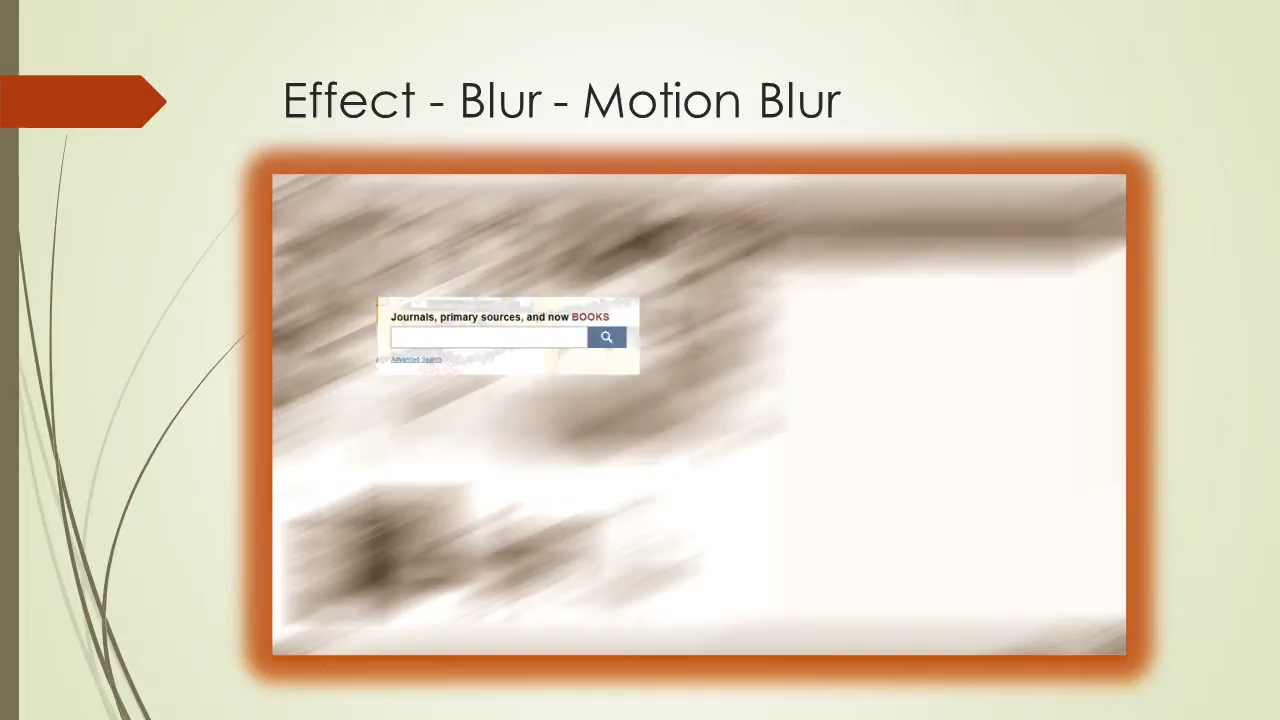 Effect - Blur - Motion Blur
Journals, primary sources, and now BOOKS
Advanced Search